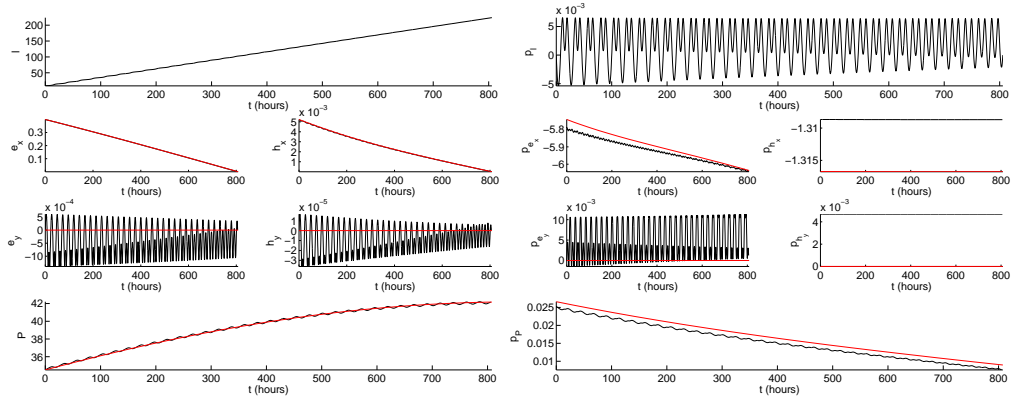 200
150
100
50
l
0 100 200 300 400 500 600 700 800
t (hours)
x 10⁻³
5
0
−5
p_l
0 100 200 300 400 500 600 700 800
t (hours)
0.3
0.2
0.1
e_x
0 200 400 600 800
t (hours)
x 10⁻³
5
4
3
2
1
h_x
0 200 400 600 800
t (hours)
−5.8
−5.9
−6
p_{e_x}
0 200 400 600 800
t (hours)
−1.31
−1.315
p_{h_x}
0 200 400 600 800
t (hours)
x 10⁻⁴
5
0
−5
−10
e_y
0 200 400 600 800
t (hours)
x 10⁻⁵
1
0
−1
−2
−3
h_y
0 200 400 600 800
t (hours)
x 10⁻³
10
5
0
p_{e_y}
0 200 400 600 800
t (hours)
x 10⁻³
4
2
0
p_{h_y}
0 200 400 600 800
t (hours)
42
40
38
36
P
0 100 200 300 400 500 600 700 800
t (hours)
0.025
0.02
0.015
0.01
p_P
0 100 200 300 400 500 600 700 800
t (hours)